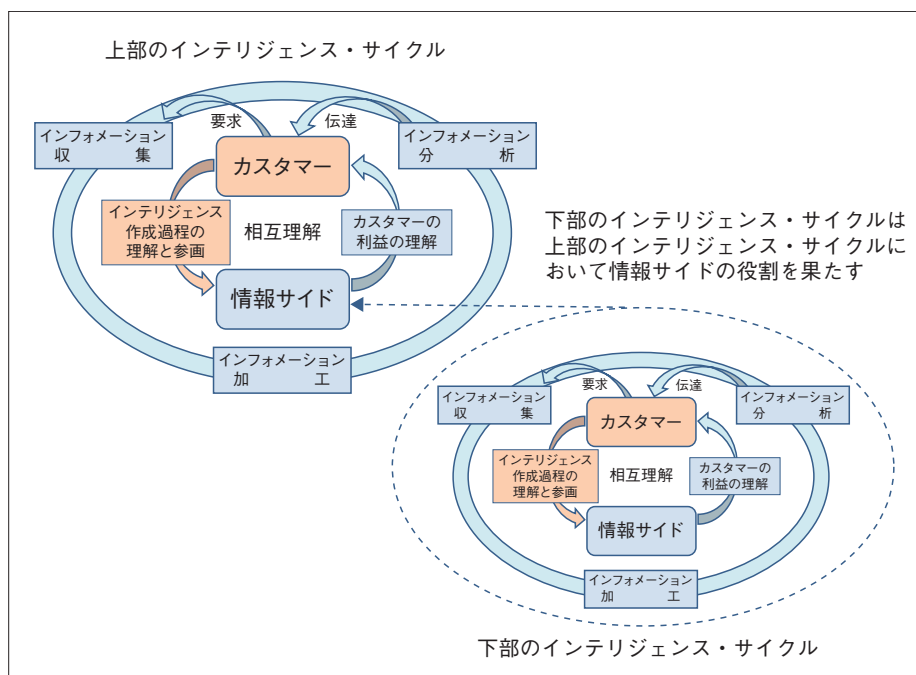 上部のインテリジェンス・サイクル
要求
伝達
インフォメーション
収　　集
インフォメーション
分　　析
カスタマー
インテリジェンス
作成過程の
理解と参画
相互理解
カスタマーの
利益の理解
情報サイド
インフォメーション
加　　工
下部のインテリジェンス・サイクルは
上部のインテリジェンス・サイクルに
おいて情報サイドの役割を果たす
要求
伝達
インフォメーション
収　　集
インフォメーション
分　　析
カスタマー
インテリジェンス
作成過程の
理解と参画
相互理解
カスタマーの
利益の理解
情報サイド
インフォメーション
加　　工
下部のインテリジェンス・サイクル